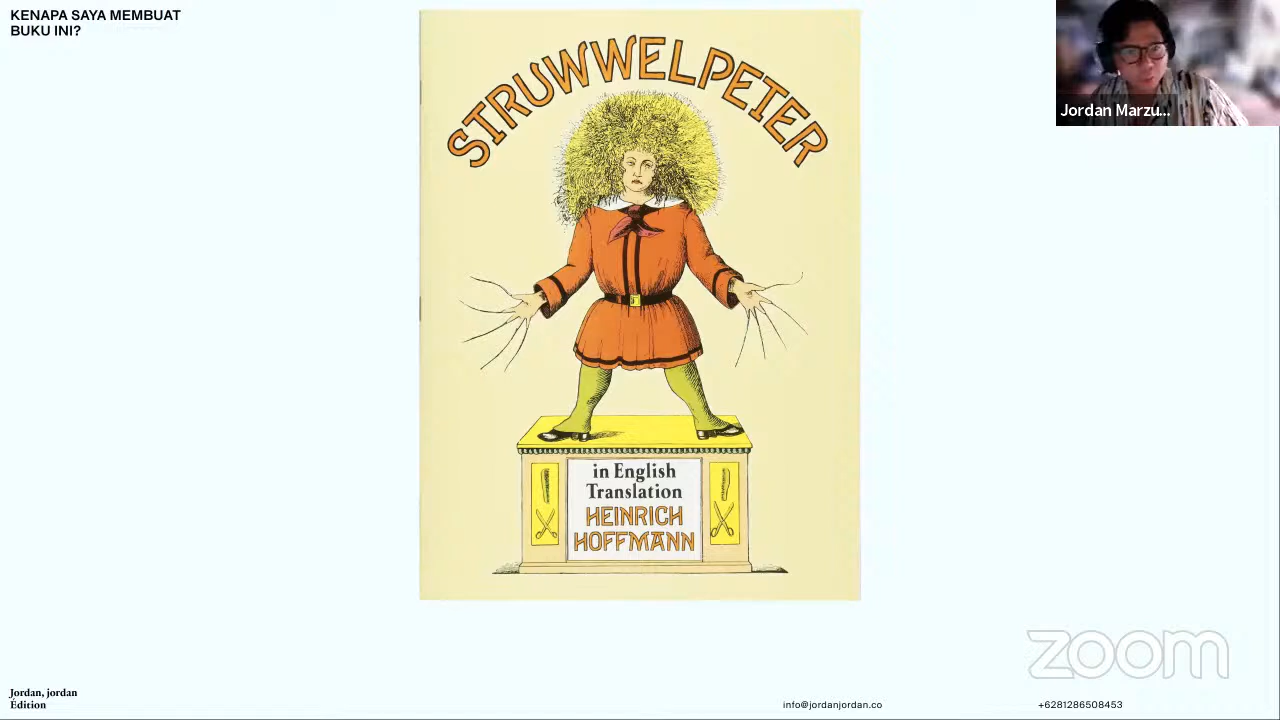 KENAPA SAYA MEMBUAT
BUKU INI?
STRUWWELPETER
in English
Translation
HEINRICH
HOFFMANN
Jordan Marzu...
zoom
Jordan, jordan
Édition
info@jordanjordan.co
+6281286508453